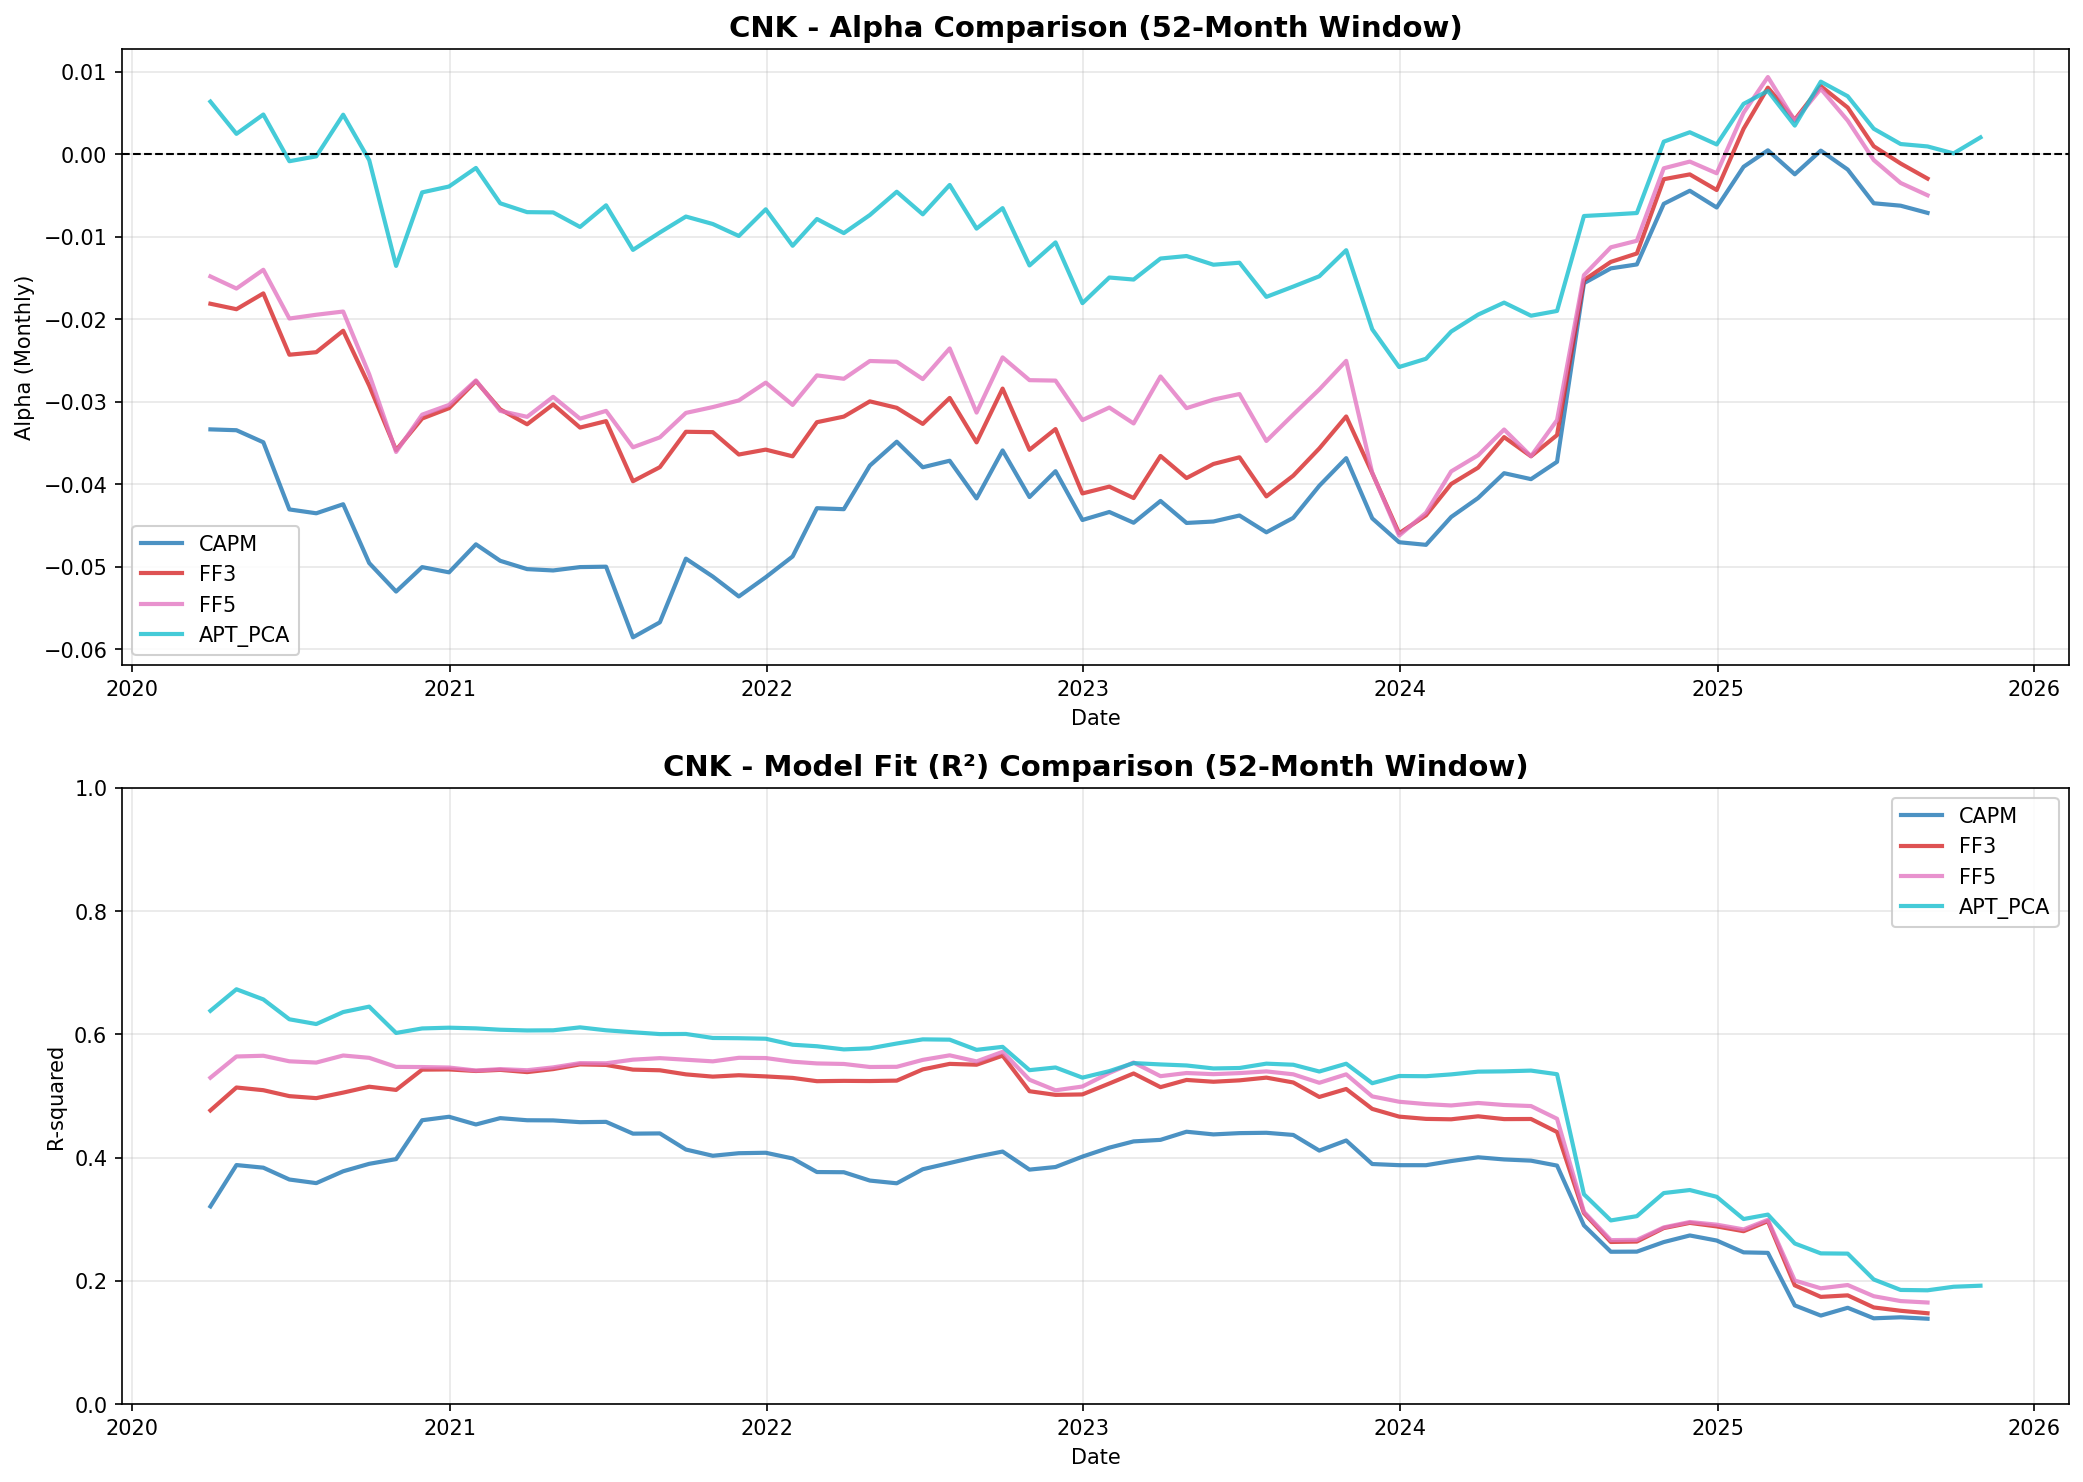 CNK - Alpha Comparison (52-Month Window)
0.01
0.00
−0.01
−0.02
−0.03
−0.04
−0.05
−0.06
Alpha (Monthly)
CAPM
FF3
FF5
APT_PCA
2020 2021 2022 2023 2024 2025 2026
Date
CNK - Model Fit (R²) Comparison (52-Month Window)
1.0
0.8
0.6
0.4
0.2
0.0
R-squared
CAPM
FF3
FF5
APT_PCA
2020 2021 2022 2023 2024 2025 2026
Date